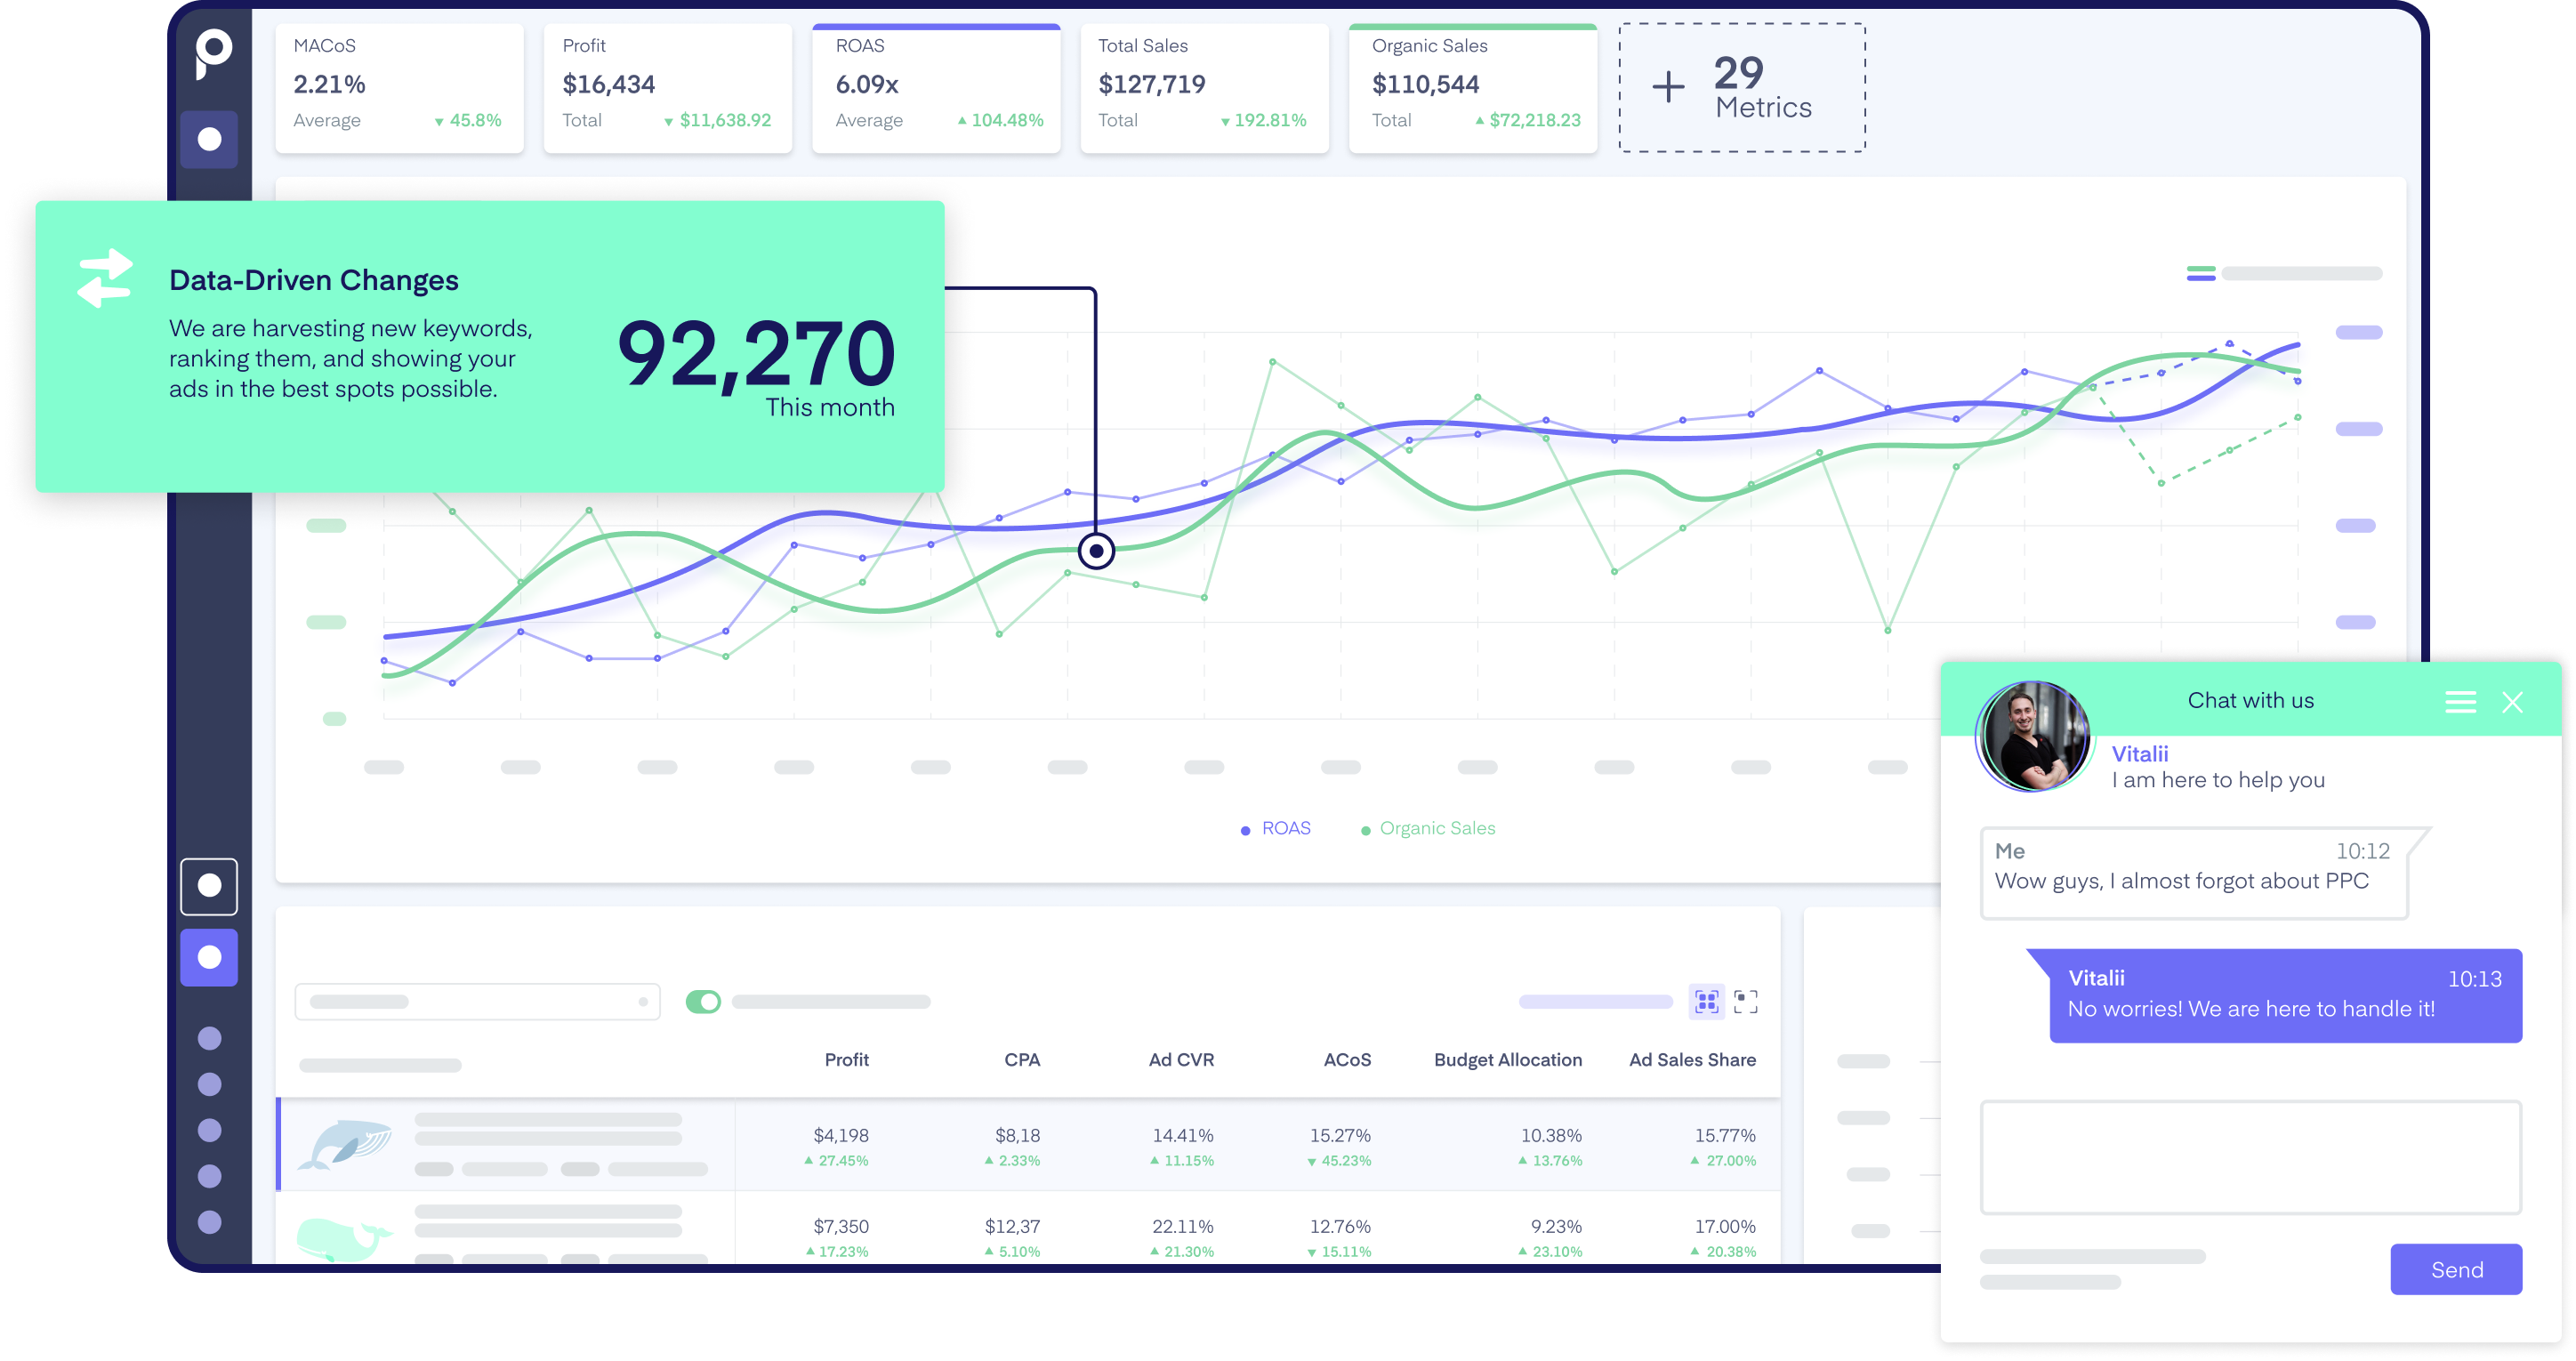 MACoS
2.21%
Average ▼ 45.8%
Profit
$16,434
Total ▼ $11,638.92
ROAS
6.09x
Average ▲ 104.48%
Total Sales
$127,719
Total ▼ 192.81%
Organic Sales
$110,544
Total ▲ $72,218.23
+ 29
Metrics
Data-Driven Changes
We are harvesting new keywords,
ranking them, and showing your
ads in the best spots possible.
92,270
This month
ROAS Organic Sales
Profit CPA Ad CVR ACoS Budget Allocation Ad Sales Share
$4,198 $8,18 14.41% 15.27% 10.38% 15.77%
▲ 27.45% ▲ 2.33% ▲ 11.15% ▼ 45.23% ▲ 13.76% ▲ 27.00%
$7,350 $12,37 22.11% 12.76% 9.23% 17.00%
▲ 17.23% ▲ 5.10% ▲ 21.30% ▼ 15.11% ▲ 23.10% ▲ 20.38%
Chat with us
Vitalii
I am here to help you
Me 10:12
Wow guys, I almost forgot about PPC
Vitalii 10:13
No worries! We are here to handle it!
Send